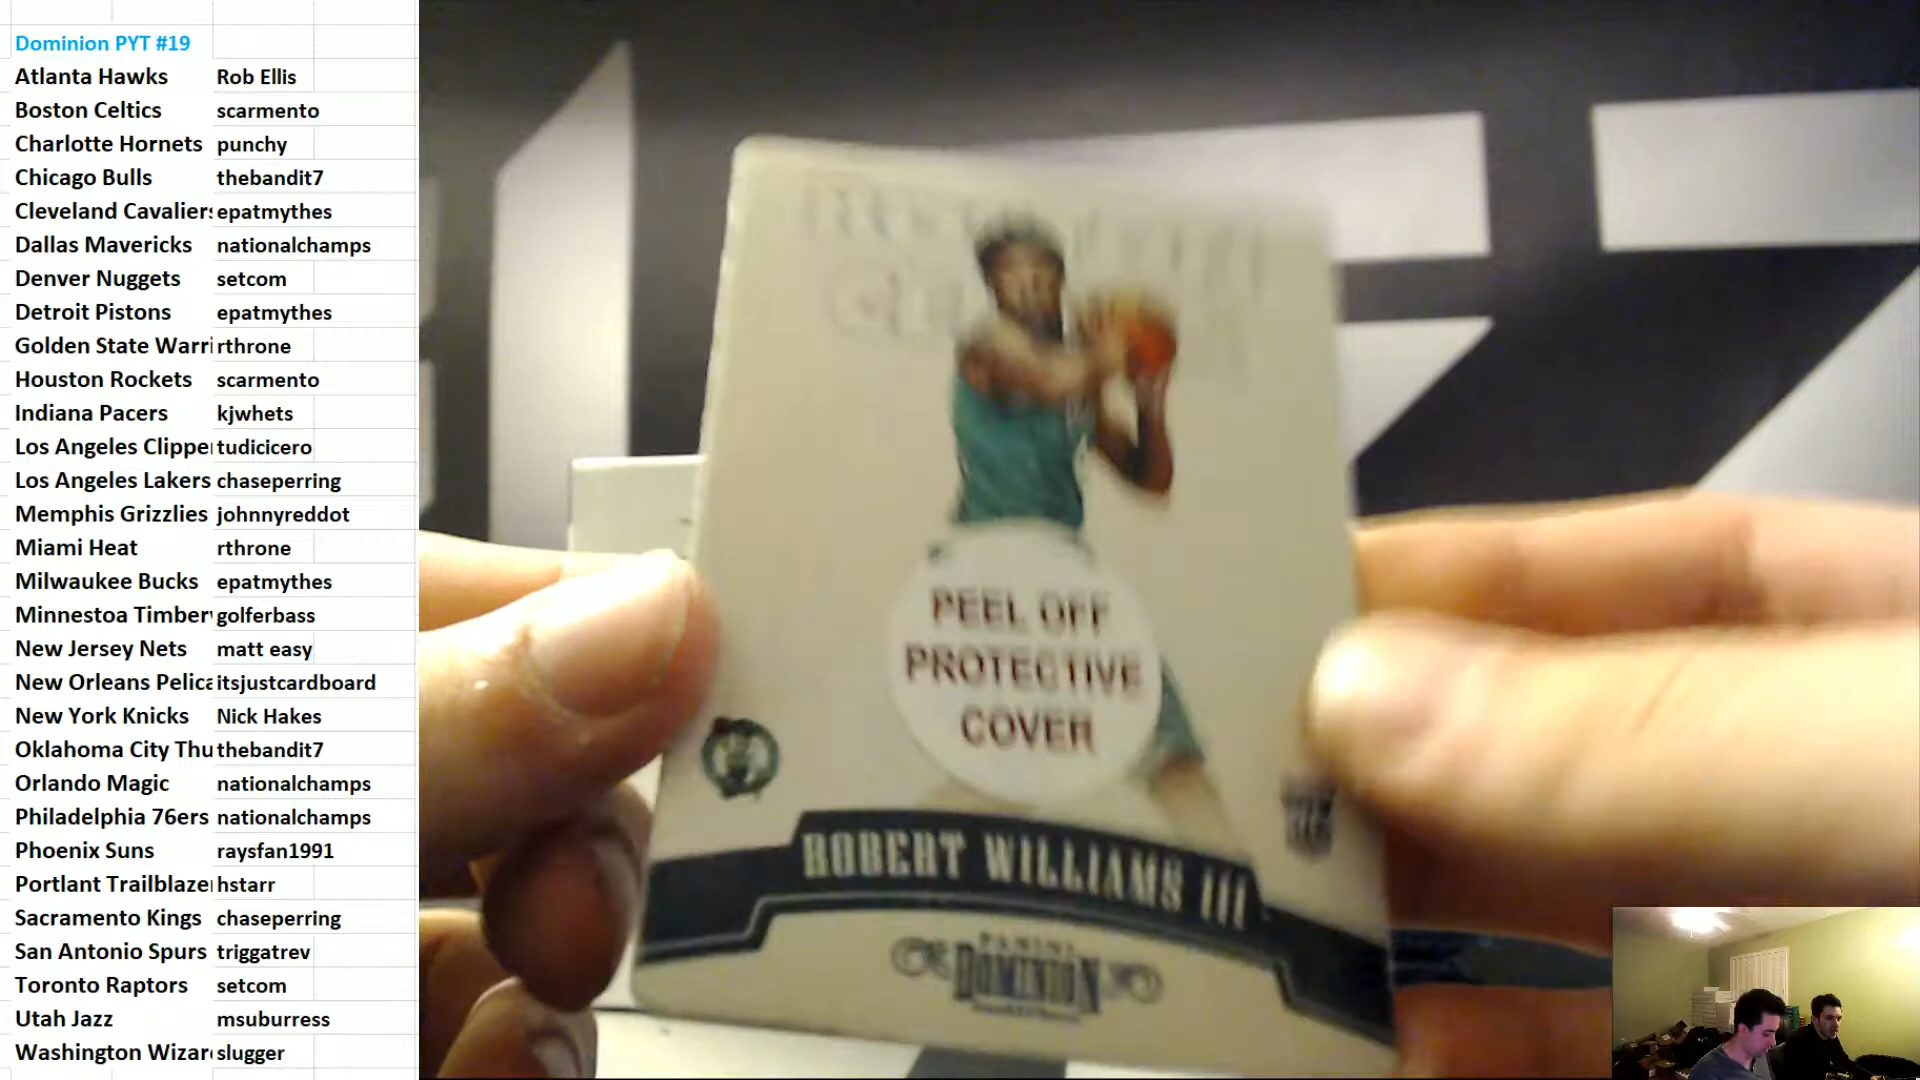 Dominion PYT #19
Atlanta Hawks Rob Ellis
Boston Celtics scarmento
Charlotte Hornets punchy
Chicago Bulls thebandit7
Cleveland Cavaliers epatmythes
Dallas Mavericks nationalchamps
Denver Nuggets setcom
Detroit Pistons epatmythes
Golden State Warri rthrone
Houston Rockets scarmento
Indiana Pacers kjwhets
Los Angeles Clippe tudicicero
Los Angeles Lakers chaseperring
Memphis Grizzlies johnnyreddot
Miami Heat rthrone
Milwaukee Bucks epatmythes
Minnestoa Timber golferbass
New Jersey Nets matt easy
New Orleans Pelica itsjustcardboard
New York Knicks Nick Hakes
Oklahoma City Thu thebandit7
Orlando Magic nationalchamps
Philadelphia 76ers nationalchamps
Phoenix Suns raysfan1991
Portlant Trailblaze hstarr
Sacramento Kings chaseperring
San Antonio Spurs triggatrev
Toronto Raptors setcom
Utah Jazz msuburress
Washington Wizar slugger
PEEL OFF
PROTECTIVE
COVER
ROBERT WILLIAMS III
PANINI
DOMINION